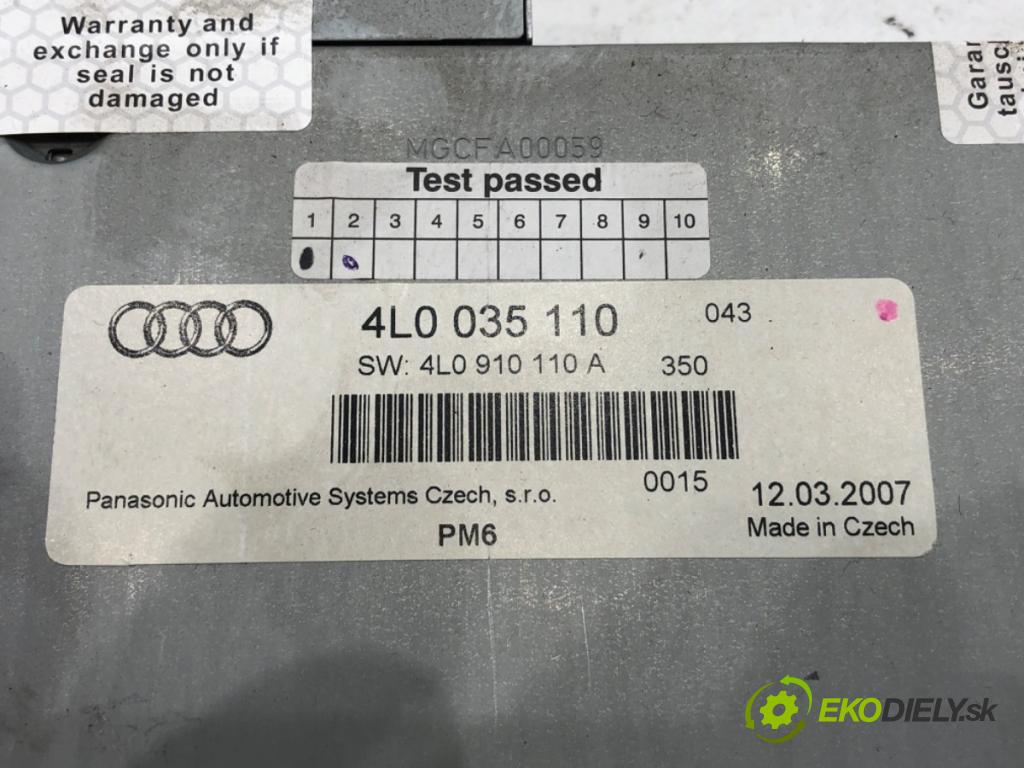 Warranty and
exchange only if
seal is not
damaged
Garan
tausc
MGCFA00059
Test passed
1 2 3 4 5 6 7 8 9 10
4L0 035 110 043
SW: 4L0 910 110 A 350
0015
Panasonic Automotive Systems Czech, s.r.o.
12.03.2007
PM6
Made in Czech
EKODIELY.sk